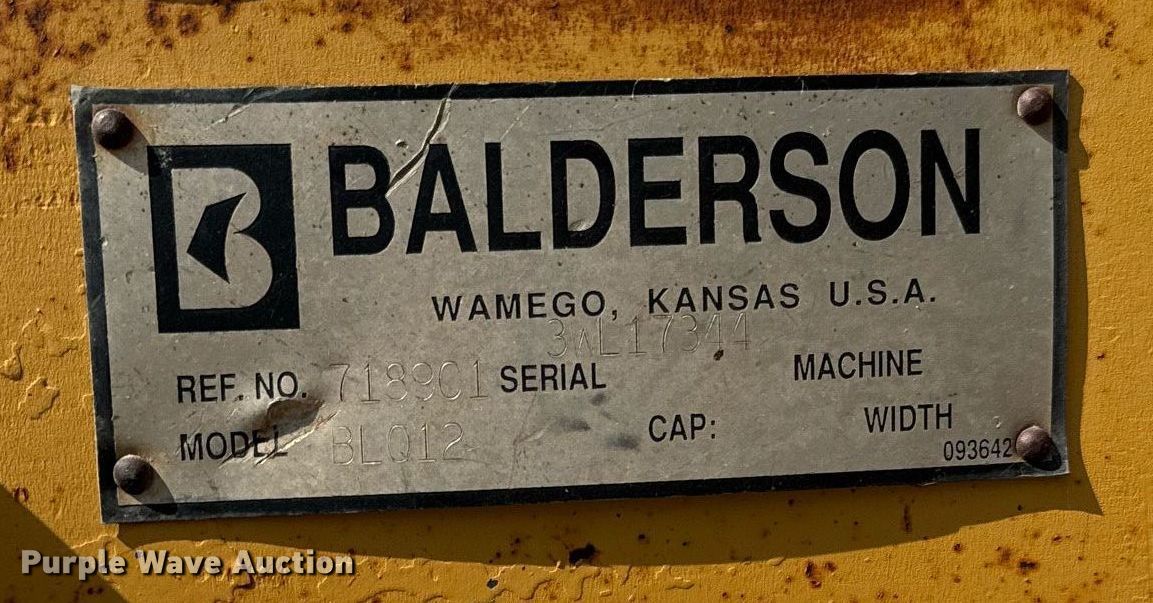 B BALDERSON
WAMEGO, KANSAS U.S.A.
3WL17344
REF. NO. 7189C1 SERIAL MACHINE
MODEL BLQ12 CAP: WIDTH
093642
Purple Wave Auction